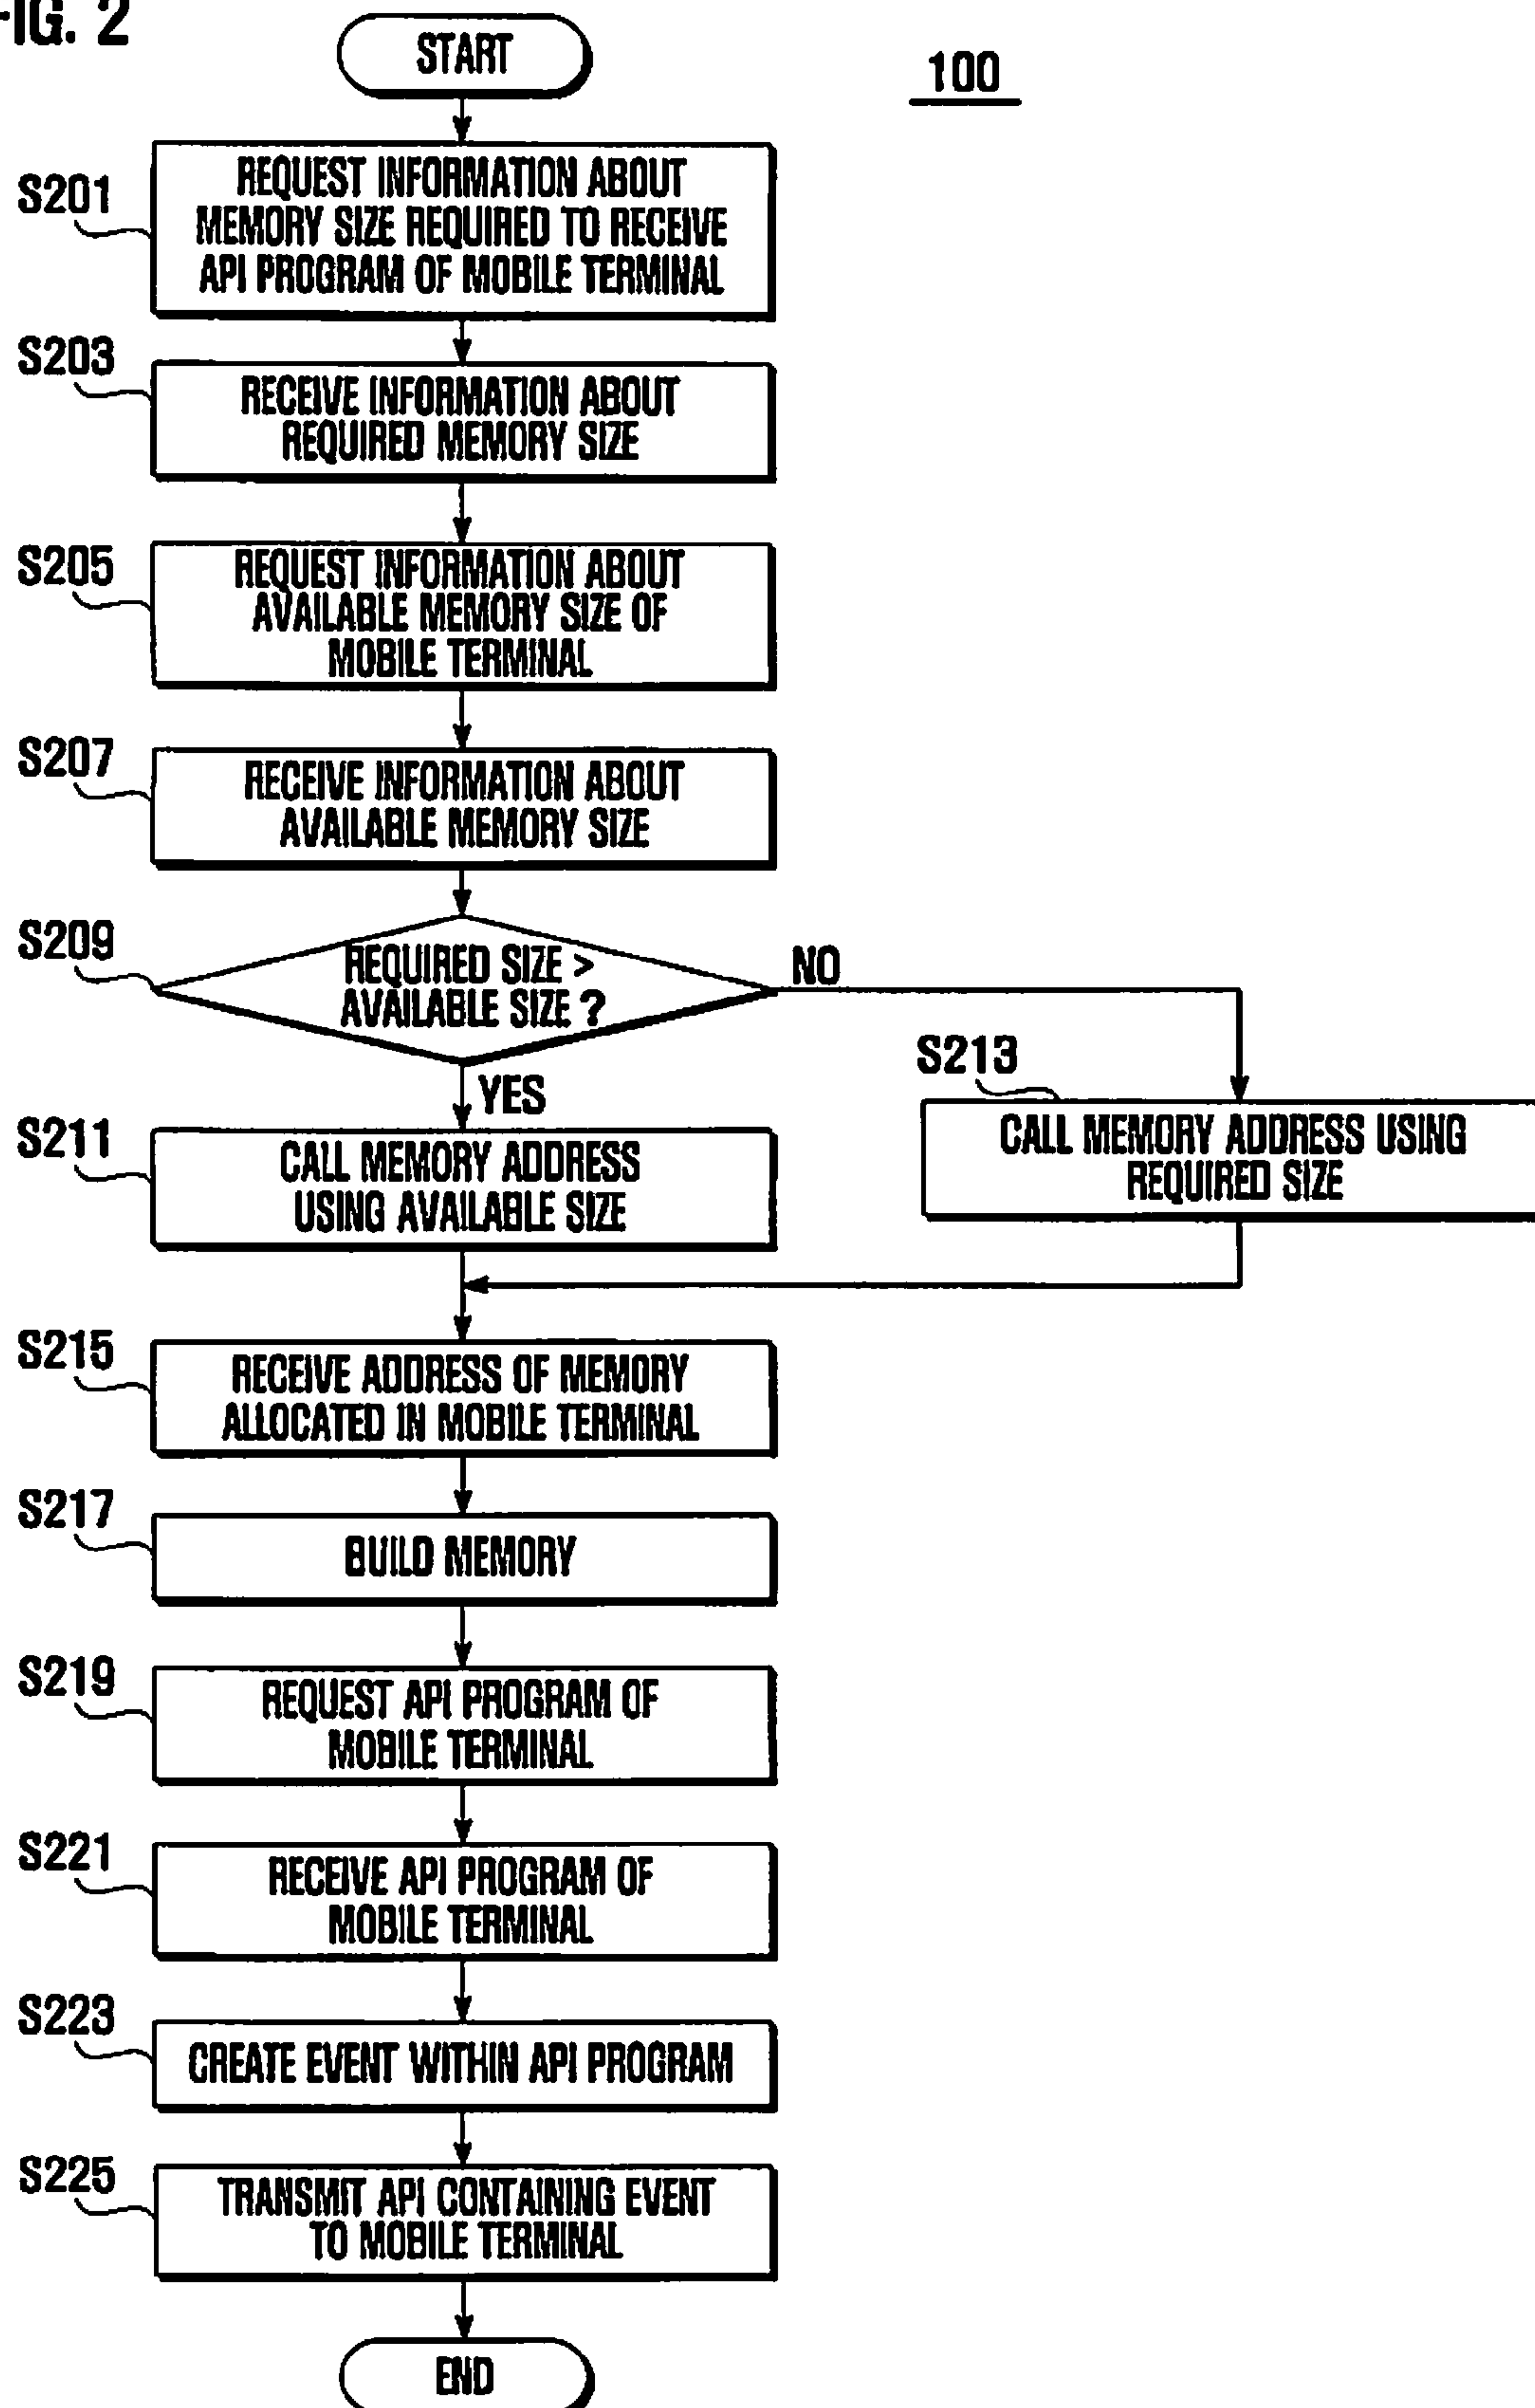 FIG. 2
START
100
S201
REQUEST INFORMATION ABOUT
MEMORY SIZE REQUIRED TO RECEIVE
API PROGRAM OF MOBILE TERMINAL
S203
RECEIVE INFORMATION ABOUT
REQUIRED MEMORY SIZE
S205
REQUEST INFORMATION ABOUT
AVAILABLE MEMORY SIZE OF
MOBILE TERMINAL
S207
RECEIVE INFORMATION ABOUT
AVAILABLE MEMORY SIZE
S209
REQUIRED SIZE >
AVAILABLE SIZE ?
NO
YES
S211
CALL MEMORY ADDRESS
USING AVAILABLE SIZE
S213
CALL MEMORY ADDRESS USING
REQUIRED SIZE
S215
RECEIVE ADDRESS OF MEMORY
ALLOCATED IN MOBILE TERMINAL
S217
BUILD MEMORY
S219
REQUEST API PROGRAM OF
MOBILE TERMINAL
S221
RECEIVE API PROGRAM OF
MOBILE TERMINAL
S223
CREATE EVENT WITHIN API PROGRAM
S225
TRANSMIT API CONTAINING EVENT
TO MOBILE TERMINAL
END